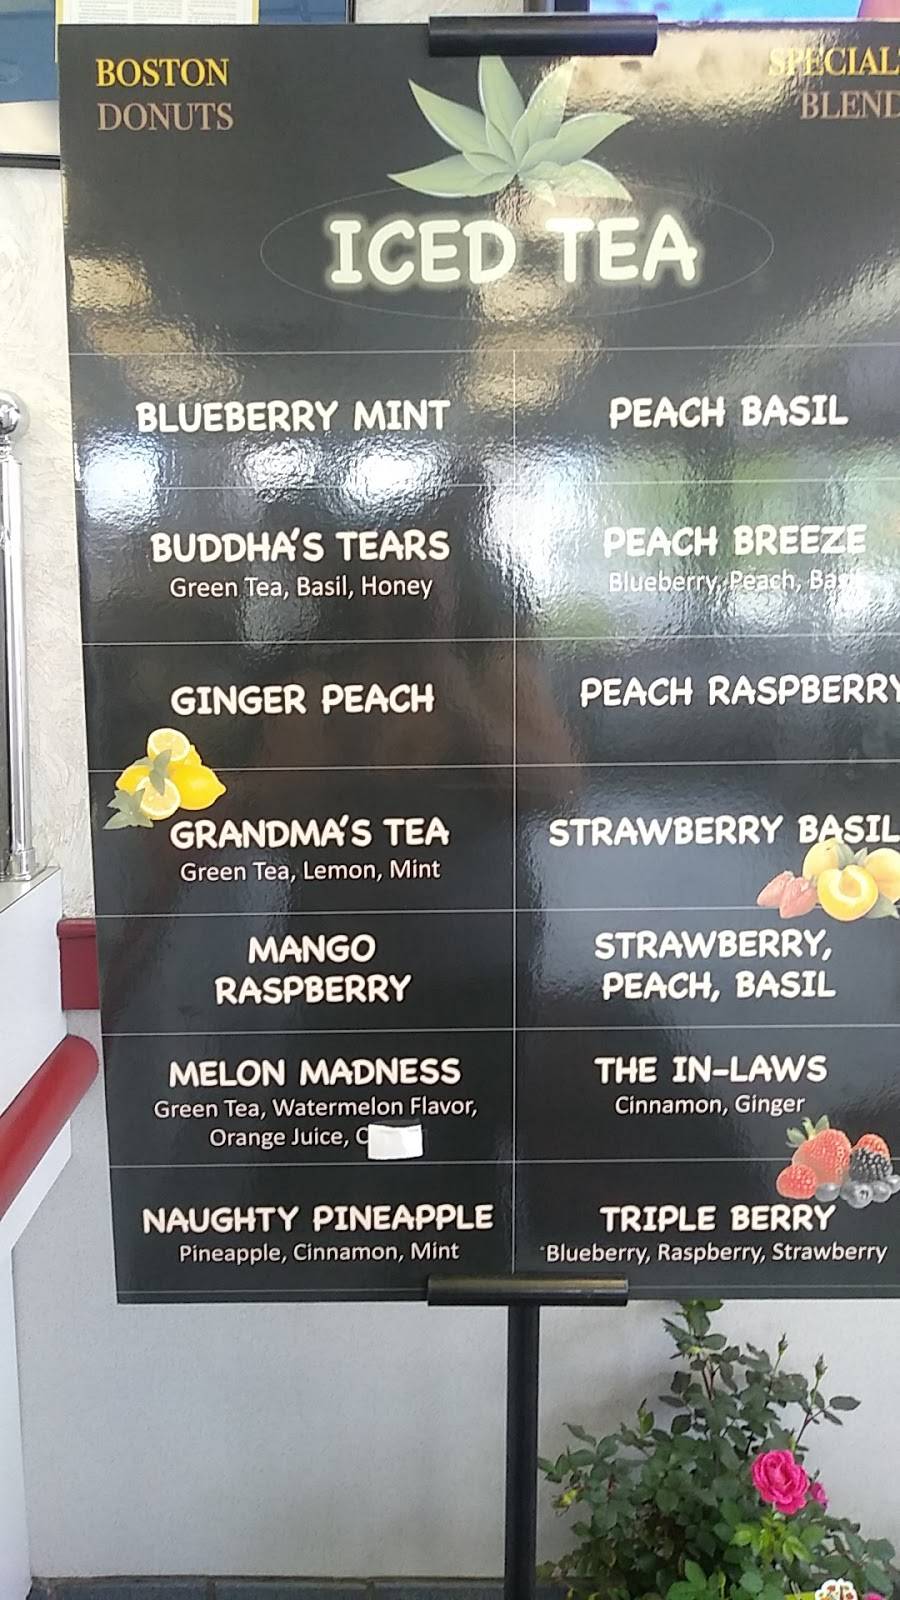 BOSTON
DONUTS
ICED TEA
BLUEBERRY MINT
BUDDHA'S TEARS
Green Tea, Basil, Honey
GINGER PEACH
GRANDMA'S TEA
Green Tea, Lemon, Mint
MANGO
RASPBERRY
MELON MADNESS
Green Tea, Watermelon Flavor,
Orange Juice,
NAUGHTY PINEAPPLE
Pineapple, Cinnamon, Mint
PEACH BASIL
PEACH BREEZE
Blueberry, Peach,
PEACH RASPBERRY
STRAWBERRY BASIL
STRAWBERRY,
PEACH, BASIL
THE IN-LAWS
Cinnamon, Ginger
TRIPLE BERRY
Blueberry, Raspberry, Strawberry